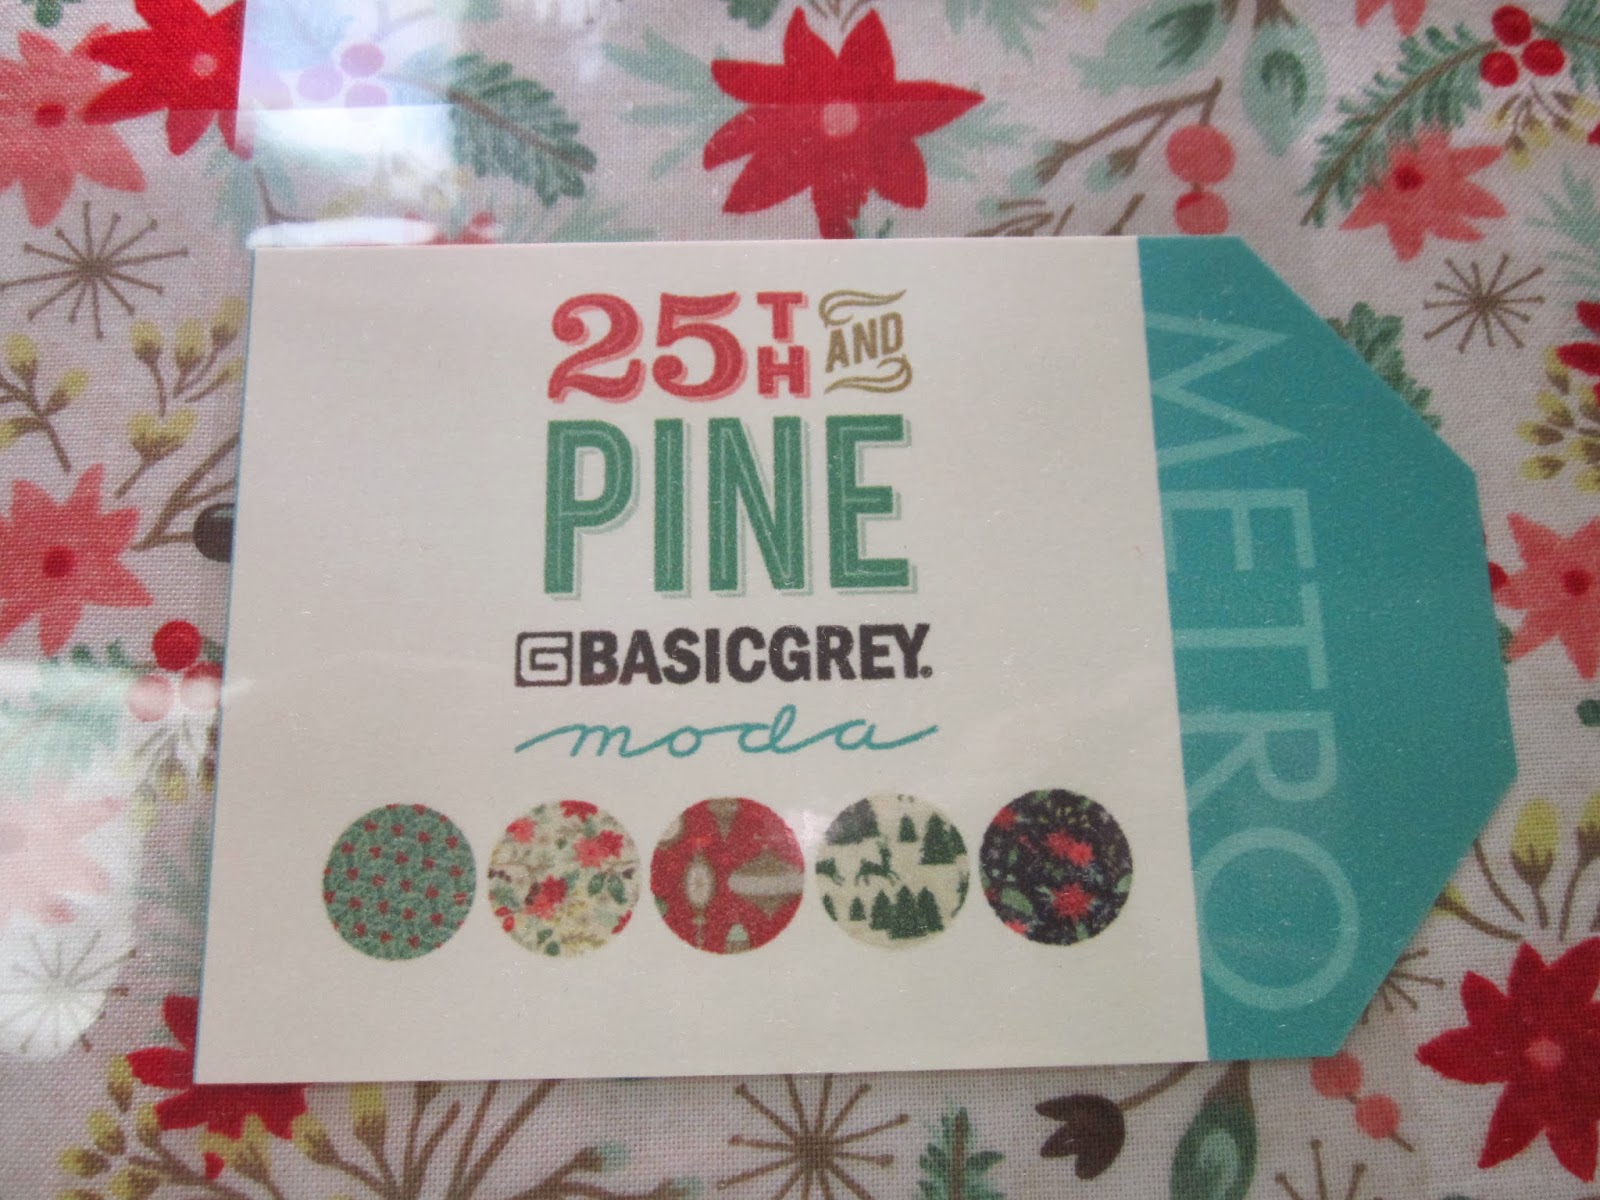 25TH AND
PINE
G BASICGREY.
moda
METRO